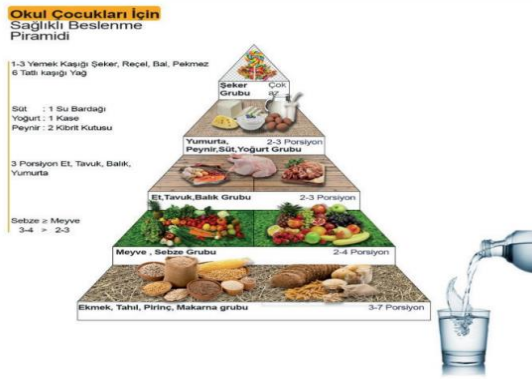 Okul Çocukları İçin
Sağlıklı Beslenme
Piramidi
1-3 Yemek Kaşığı Şeker, Reçel, Bal, Pekmez
6 Tatlı kaşığı Yağ
Süt : 1 Su Bardağı
Yoğurt : 1 Kase
Peynir : 2 Kibrit Kutusu
3 Porsiyon Et, Tavuk, Balık,
Yumurta
Sebze ≥ Meyve
3-4 > 2-3
Şeker Çok
Grubu az
Yumurta, 2-3 Porsiyon
Peynir,Süt,Yoğurt Grubu
Et,Tavuk,Balık Grubu 2-3 Porsiyon
Meyve , Sebze Grubu 2-4 Porsiyon
Ekmek, Tahıl, Pirinç, Makarna grubu 3-7 Porsiyon